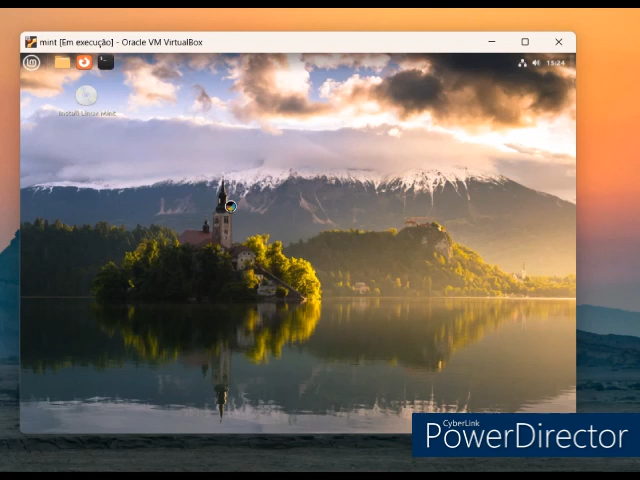 mint [Em execução] - Oracle VM VirtualBox
15:24
Install Linux Mint
CyberLink
PowerDirector